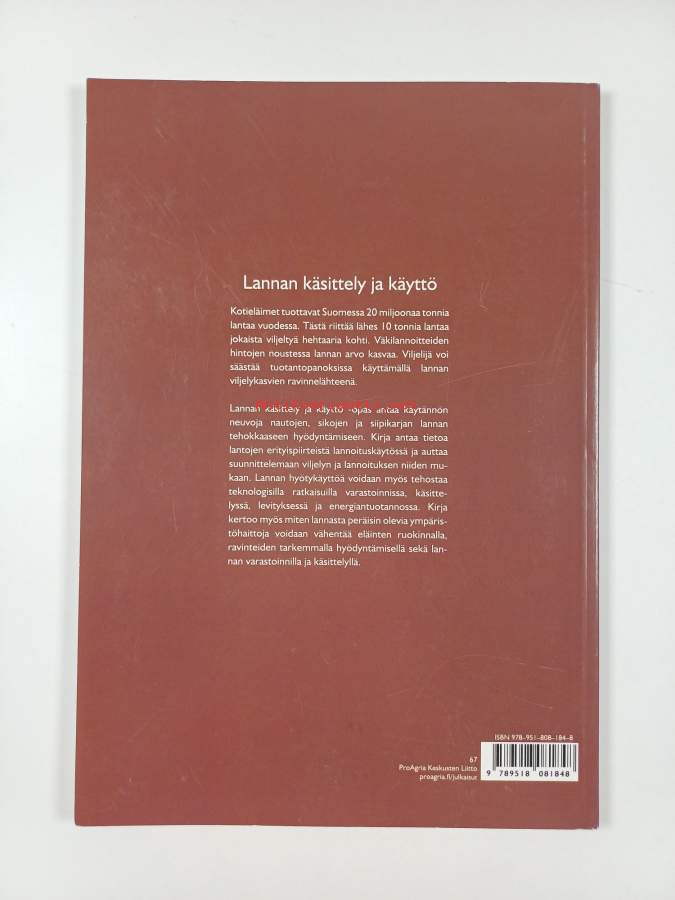 Lannan käsittely ja käyttö
Kotieläimet tuottavat Suomessa 20 miljoonaa tonnia
lantaa vuodessa. Tästä riittää lähes 10 tonnia lantaa
jokaista viljeltyä hehtaaria kohti. Väkilannoitteiden
hintojen noustessa lannan arvo kasvaa. Viljelijä voi
säästää tuotantopanoksissa käyttämällä lannan
viljelykasvien ravinnelähteenä.
Lannan käsittely ja käyttö -opas antaa käytännön
neuvoja nautojen, sikojen ja siipikarjan lannan
tehokkaaseen hyödyntämiseen. Kirja antaa tietoa
lantojen erityispiirteistä lannoituskäytössä ja auttaa
suunnittelemaan viljelyn ja lannoituksen niiden mu-
kaan. Lannan hyötykäyttöä voidaan myös tehostaa
teknologisilla ratkaisuilla varastoinnissa, käsitte-
lyssä, levityksessä ja energiantuotannossa. Kirja
kertoo myös miten lannasta peräisin olevia ympäris-
töhaittoja voidaan vähentää eläinten ruokinnalla,
ravinteiden tarkemmalla hyödyntämisellä sekä lan-
nan varastoinnilla ja käsittelyllä.
ISBN 978-951-808-184-8
67
ProAgria Keskusten Liitto
proagria.fi/julkaisut
9 789518 081848